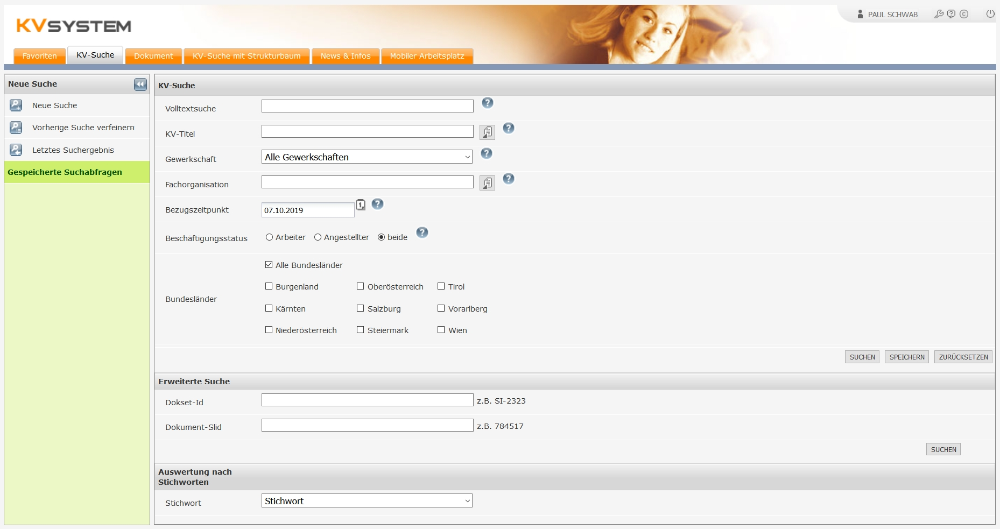 KVSYSTEM
PAUL SCHWAB
Favoriten
KV-Suche
Dokument
KV-Suche mit Strukturbaum
News & Infos
Mobiler Arbeitsplatz
Neue Suche
Neue Suche
Vorherige Suche verfeinern
Letztes Suchergebnis
Gespeicherte Suchabfragen
KV-Suche
Volltextsuche
KV-Titel
Gewerkschaft Alle Gewerkschaften
Fachorganisation
Bezugszeitpunkt 07.10.2019
Beschäftigungsstatus Arbeiter Angestellter beide
Alle Bundesländer
Burgenland Oberösterreich Tirol
Bundesländer
Kärnten Salzburg Vorarlberg
Niederösterreich Steiermark Wien
SUCHEN SPEICHERN ZURÜCKSETZEN
Erweiterte Suche
Dokset-Id z.B. SI-2323
Dokument-Slid z.B. 784517
SUCHEN
Auswertung nach
Stichworten
Stichwort Stichwort